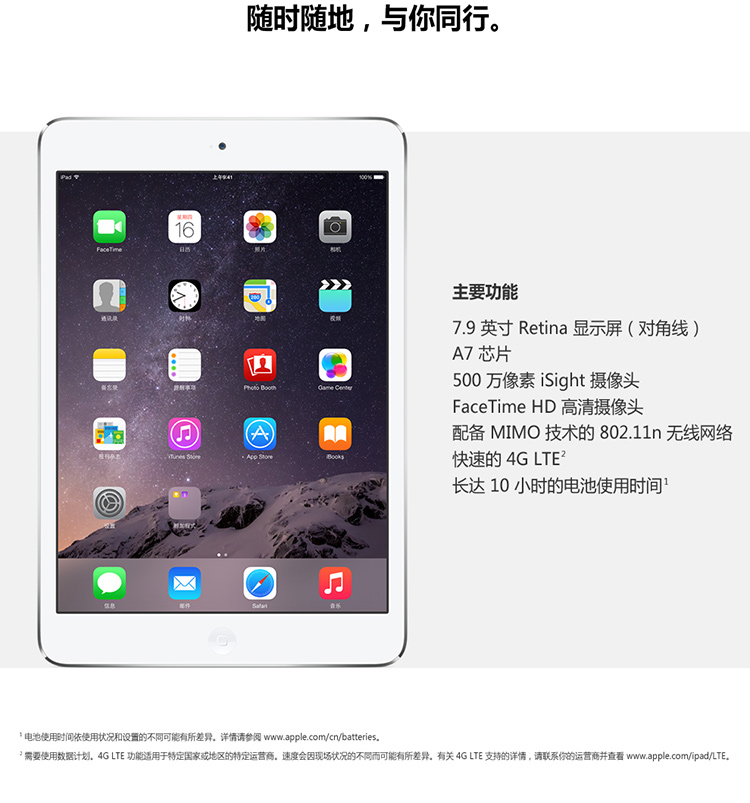 随时随地，与你同行。
iPad 上午9:41 100%
星期四
16
FaceTime 日历 照片 相机
280
通讯录 时钟 地图 视频
备忘录 提醒事项 Photo Booth Game Center
报刊杂志 iTunes Store App Store iBooks
设置 附加程式
信息 邮件 Safari 音乐
主要功能
7.9 英寸 Retina 显示屏（对角线）
A7 芯片
500 万像素 iSight 摄像头
FaceTime HD 高清摄像头
配备 MIMO 技术的 802.11n 无线网络
快速的 4G LTE²
长达 10 小时的电池使用时间¹
¹ 电池使用时间依使用状况和设置的不同可能有所差异。详情请参阅 www.apple.com/cn/batteries。
² 需要使用数据计划。4G LTE 功能适用于特定国家或地区的特定运营商。速度会因现场状况的不同而可能有所差异。有关 4G LTE 支持的详情，请联系你的运营商并查看 www.apple.com/ipad/LTE。